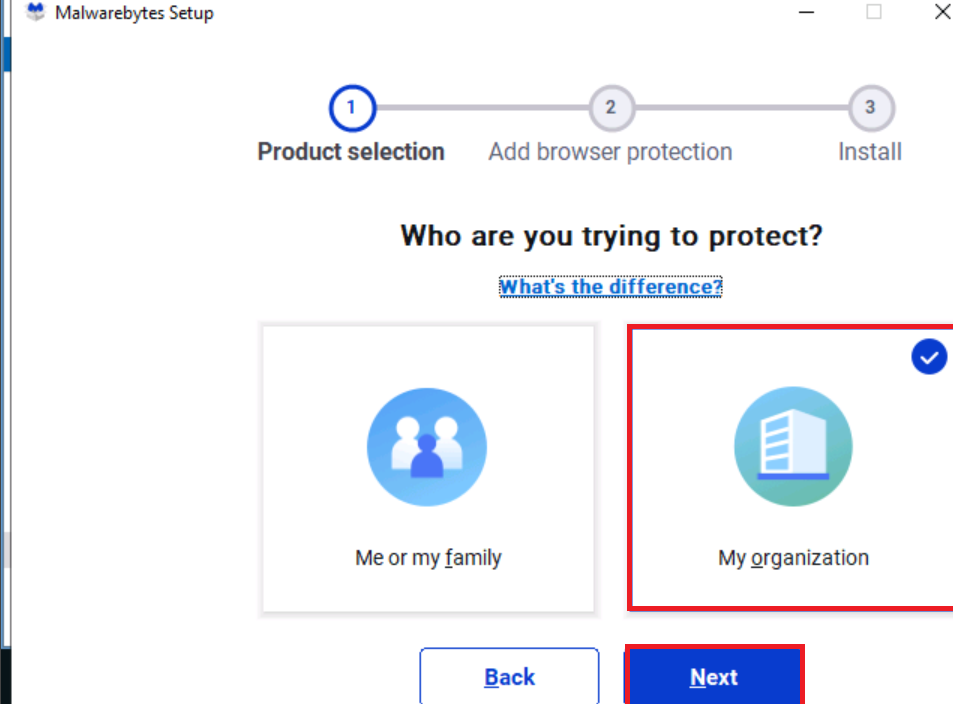 Malwarebytes Setup
1 2 3
Product selection Add browser protection Install
Who are you trying to protect?
What's the difference?
Me or my family My organization
Back Next